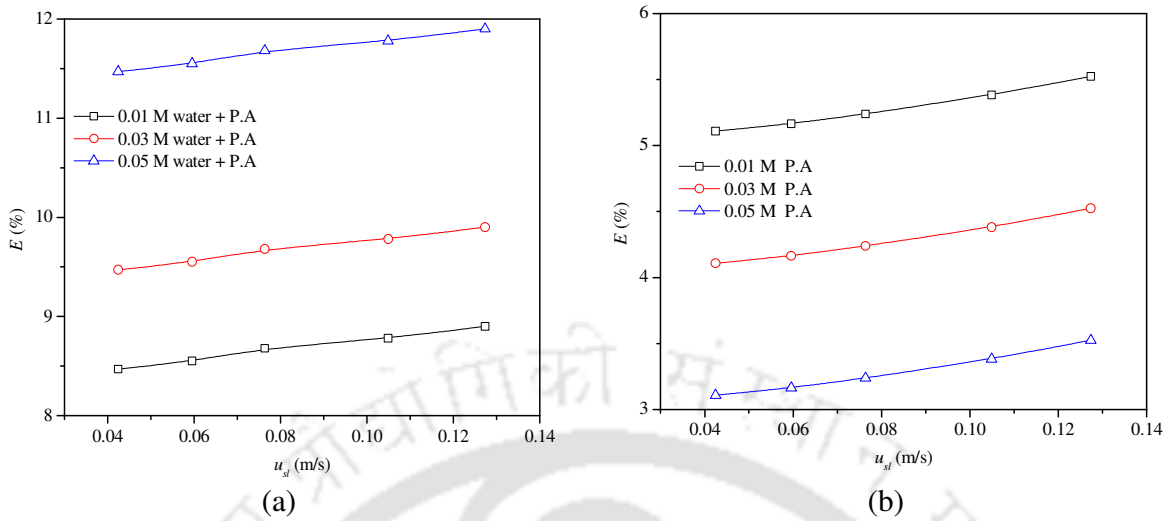 12
11
10
9
8
E (%)
0.01 M water + P.A
0.03 M water + P.A
0.05 M water + P.A
0.04 0.06 0.08 0.10 0.12 0.14
u_sl (m/s)
(a)
6
5
4
3
E (%)
0.01 M P.A
0.03 M P.A
0.05 M P.A
0.04 0.06 0.08 0.10 0.12 0.14
u_sl (m/s)
(b)